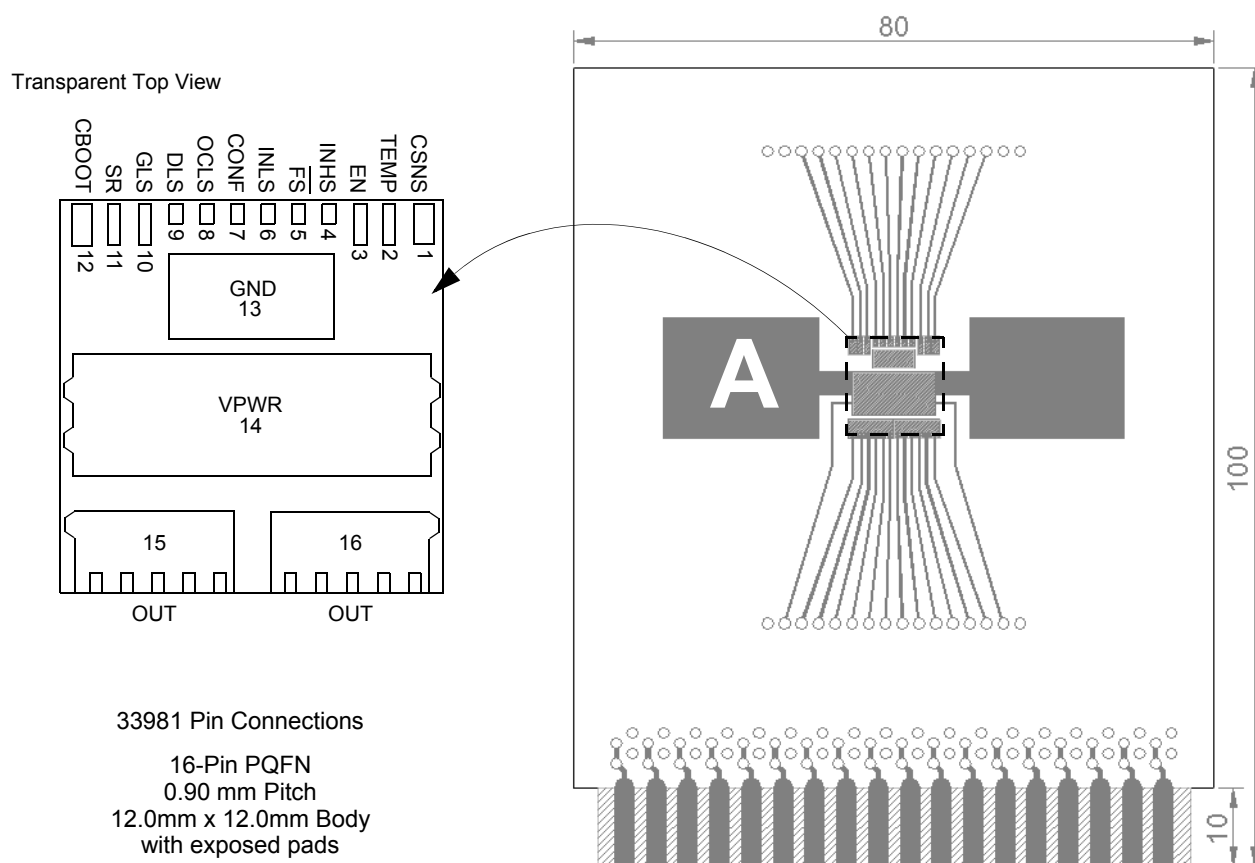 80
Transparent Top View
CBOOT
SR
GLS
DLS
OCLS
CONF
INLS
FS
INHS
EN
TEMP
CSNS
12
11
10
9
8
7
6
5
4
3
2
1
GND
13
VPWR
14
15
16
OUT
OUT
A
100
10
33981 Pin Connections
16-Pin PQFN
0.90 mm Pitch
12.0mm x 12.0mm Body
with exposed pads